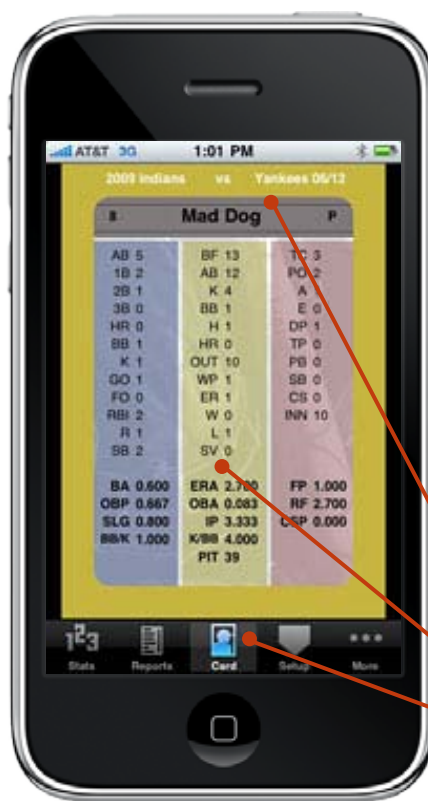 AT&T 3G 1:01 PM
2009 indians vs Yankees 06/12
8 Mad Dog P
AB 5 BF 13 TC 3
1B 2 AB 12 PO 2
2B 1 K 4 A
3B 0 BB 1 E 0
HR 0 H 1 DP 1
BB 1 HR 0 TP 0
K 1 OUT 10 PB 0
GO 1 WP 1 SB 0
FO 0 ER 1 CS 0
RBI 2 W 0 INN 10
R 1 L 1
SB 2 SV 0
BA 0.600 ERA 2.700 FP 1.000
OBP 0.667 OBA 0.083 RF 2.700
SLG 0.800 IP 3.333 CSP 0.000
BB/K 1.000 K/BB 4.000
PIT 39
123
Stats Reports Card Setup More